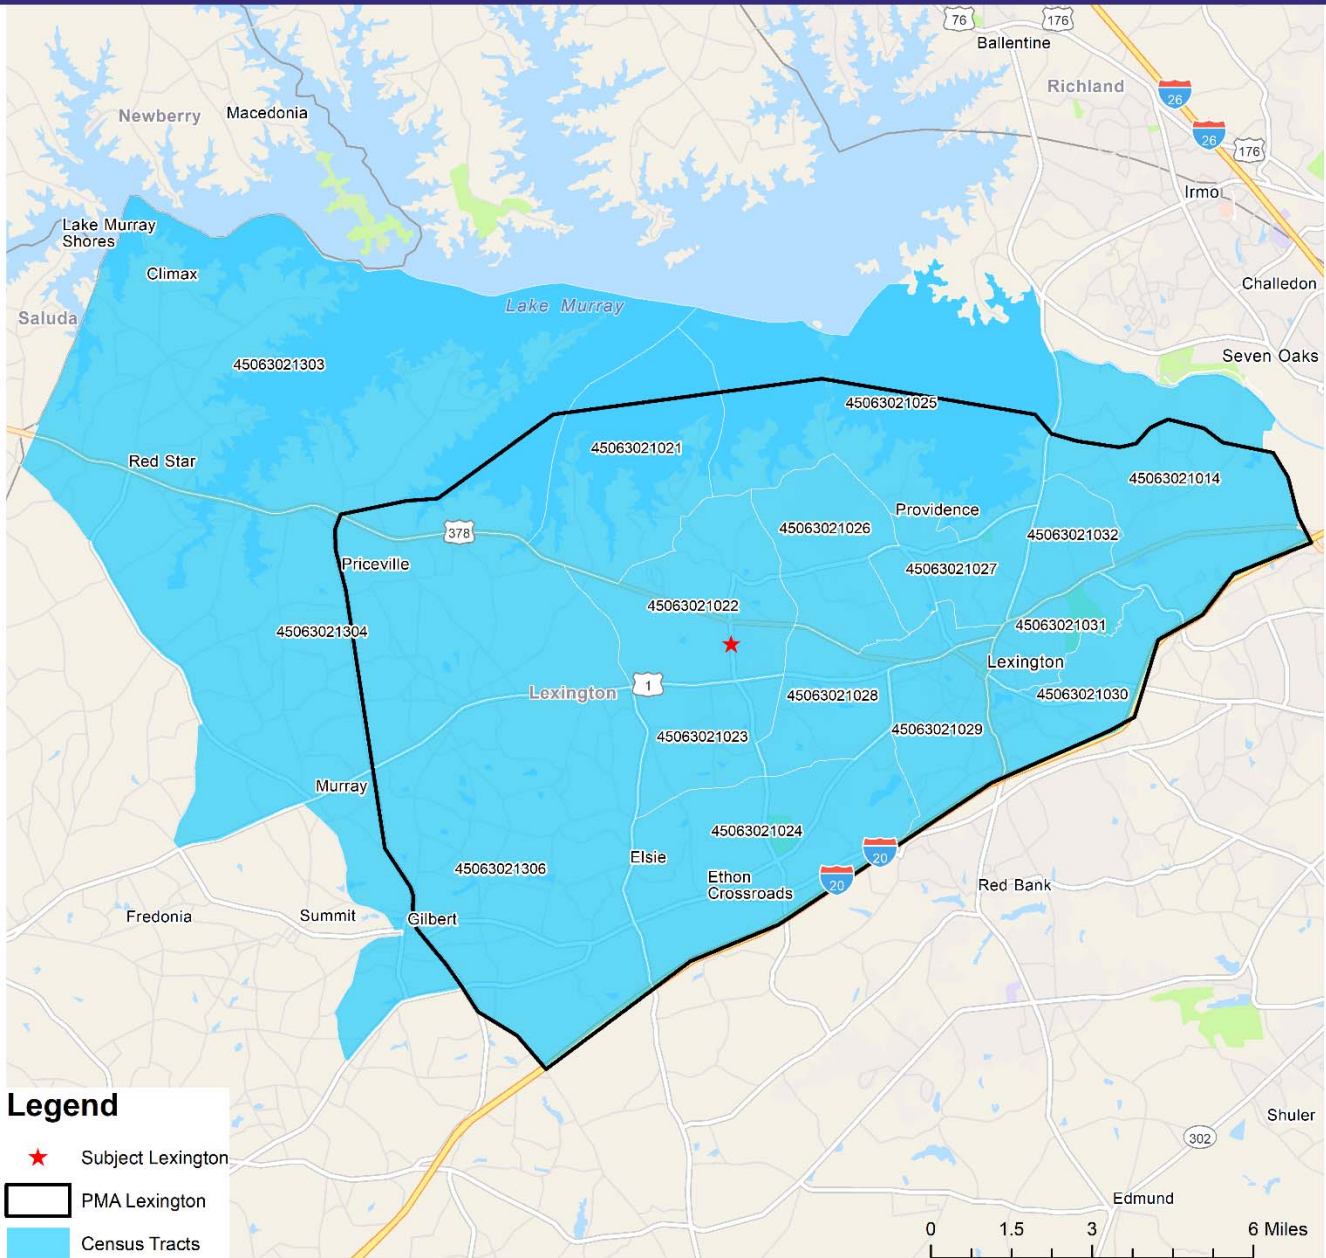 76
176
Ballentine
Richland
26
Newberry
Macedonia
26
176
Irmo
Lake Murray
Shores
Climax
Challedon
Lake Murray
Saluda
Seven Oaks
45063021303
45063021025
45063021021
Red Star
45063021014
Providence
378
45063021026
45063021032
Priceville
45063021027
45063021022
45063021304
45063021031
Lexington
Lexington
1
45063021028
45063021030
45063021023
45063021029
Murray
45063021024
Elsie
20
45063021306
Ethon
Crossroads
20
Red Bank
Fredonia
Summit
Gilbert
Legend
Shuler
302
Subject Lexington
PMA Lexington
Edmund
Census Tracts
0 1.5 3 6 Miles